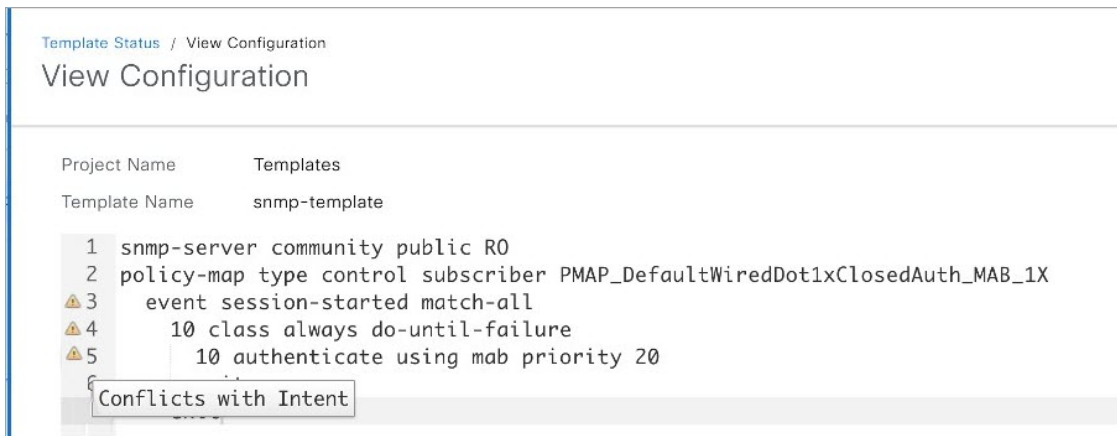 Template Status / View Configuration
View Configuration
Project Name Templates
Template Name snmp-template
1 snmp-server community public RO
2 policy-map type control subscriber PMAP_DefaultWiredDot1xClosedAuth_MAB_1X
3 event session-started match-all
4 10 class always do-until-failure
5 10 authenticate using mab priority 20
Conflicts with Intent